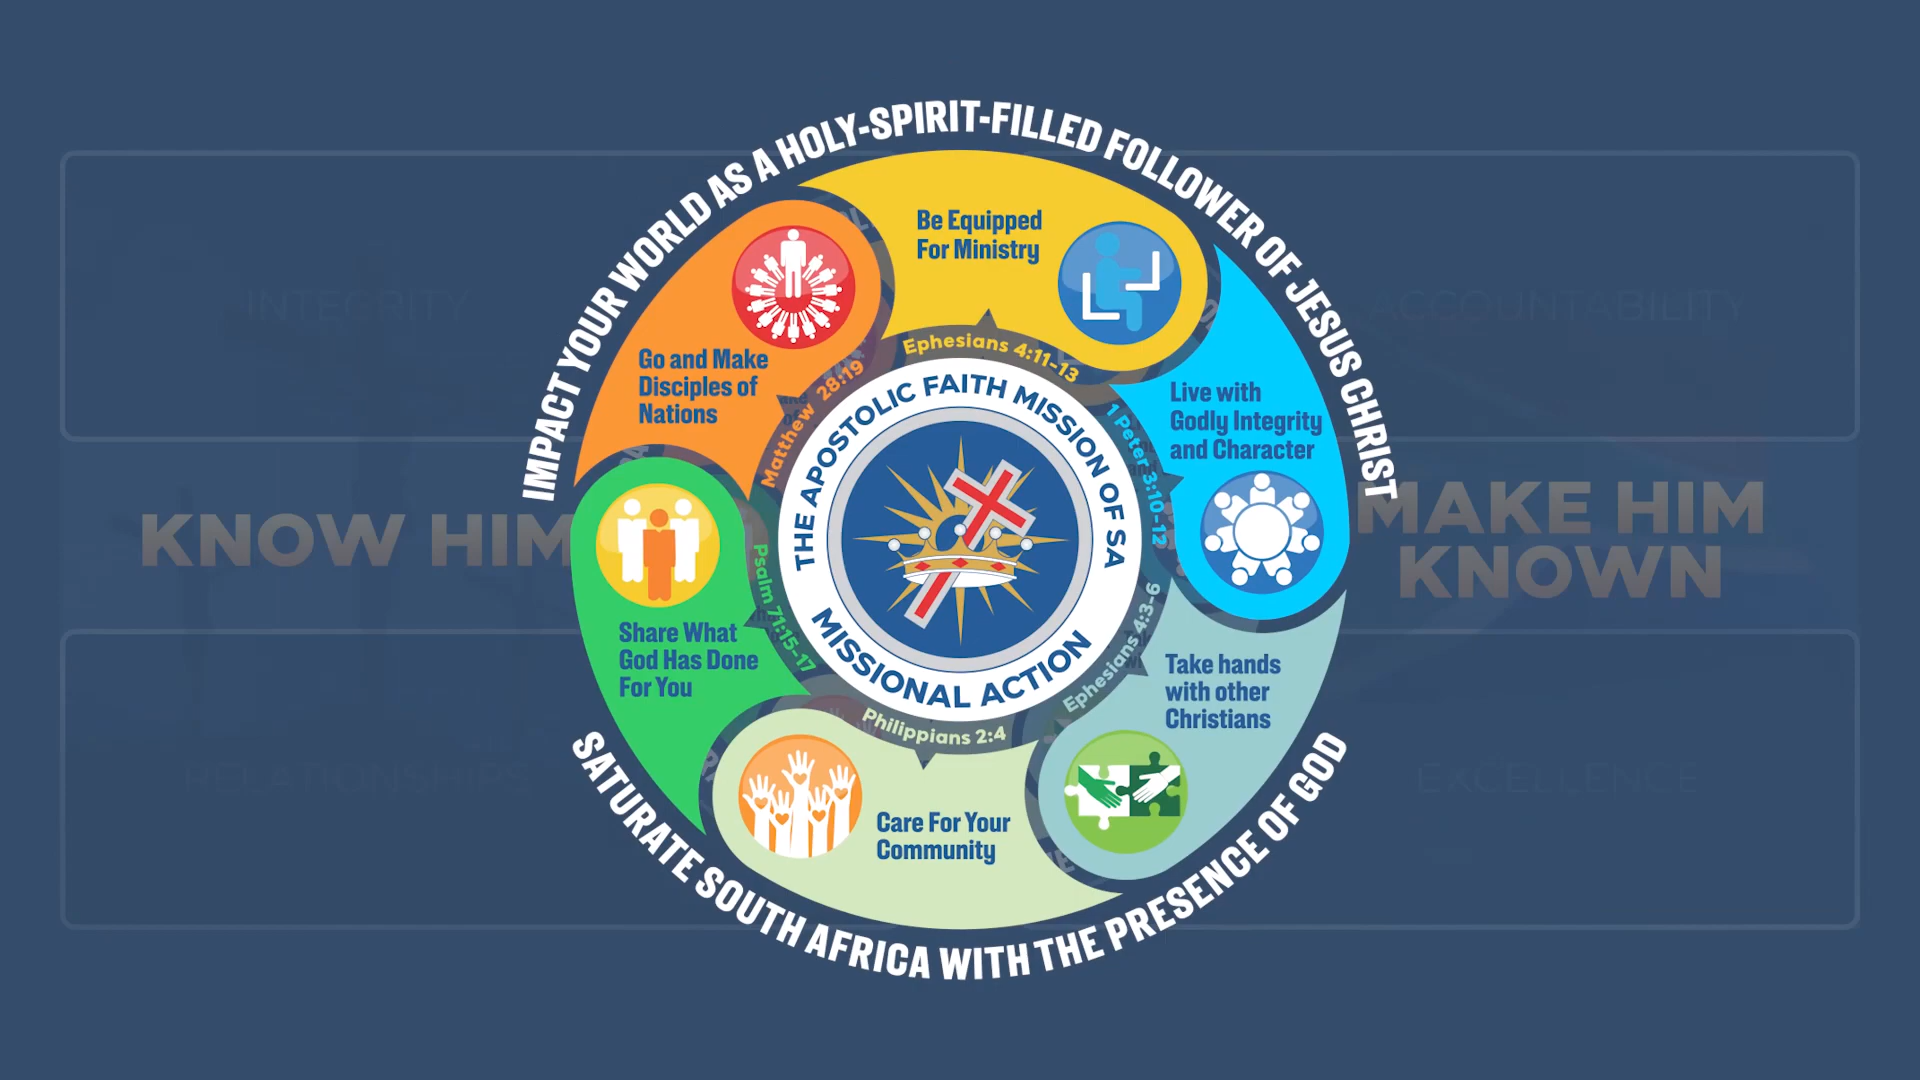 IMPACT YOUR WORLD AS A HOLY-SPIRIT-FILLED FOLLOWER OF JESUS CHRIST
Be Equipped
For Ministry
Ephesians 4:11-13
Live with
Godly Integrity
and Character
1 Peter 3:10-12
Take hands
with other
Christians
Ephesians 4:3-6
Care For Your
Community
Philippians 2:4
Share What
God Has Done
For You
Psalm 71:15-17
Go and Make
Disciples of
Nations
Matthew 28:19
THE APOSTOLIC FAITH MISSION OF SA
MISSIONAL ACTION
SATURATE SOUTH AFRICA WITH THE PRESENCE OF GOD
INTEGRITY
ACCOUNTABILITY
KNOW HIM
MAKE HIM
KNOWN
RELATIONSHIPS
EXCELLENCE